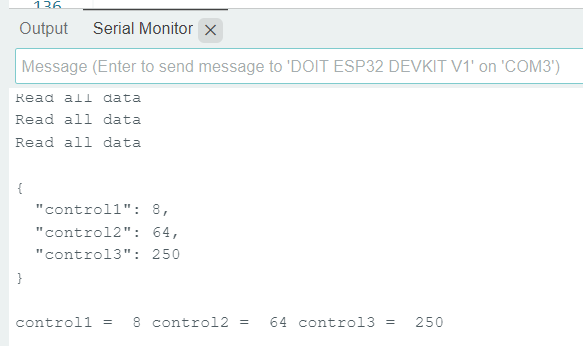 136
Output Serial Monitor X
Message (Enter to send message to 'DOIT ESP32 DEVKIT V1' on 'COM3')
Read all data
Read all data
Read all data
{
"control1": 8,
"control2": 64,
"control3": 250
}
control1 =  8 control2 =  64 control3 =  250